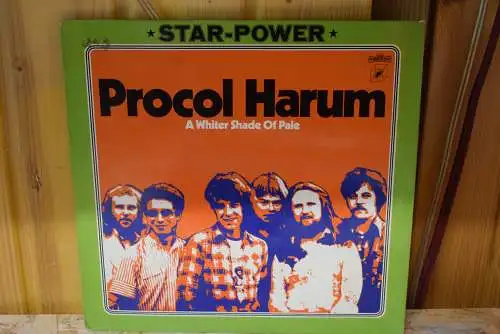 ★ STAR-POWER ★
Procol Harum
A Whiter Shade Of Pale